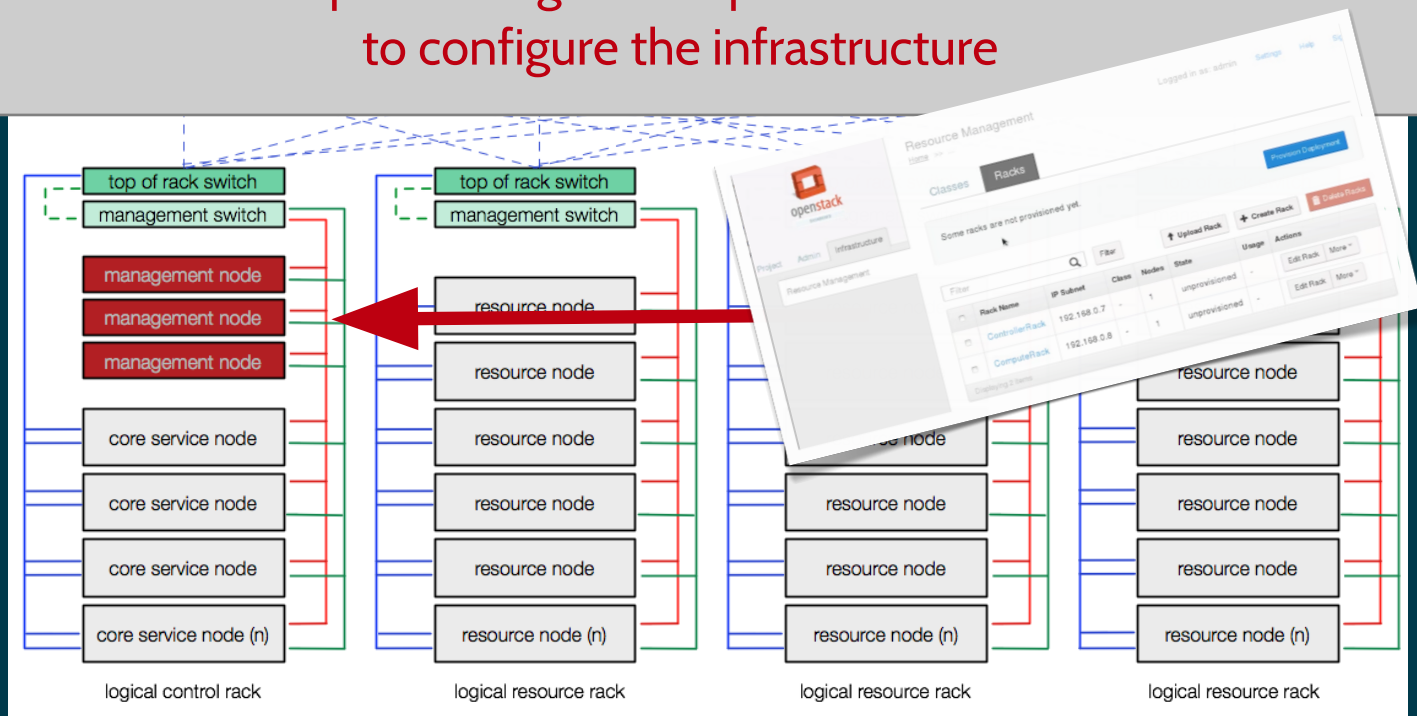 to configure the infrastructure
Logged in as: admin
Settings
Help
Resource Management
Home
openstack
Classes
Racks
Provision Deployment
Some racks are not provisioned yet.
Project
Admin
Infrastructure
Resource Management
Upload Rack
Create Rack
Delete Racks
Filter
Filter
Rack Name
IP Subnet
Class
Nodes
State
Usage
Actions
ControllerRack
192.168.0.7
-
1
unprovisioned
-
Edit Rack
More
ComputeRack
192.168.0.8
-
1
unprovisioned
-
Edit Rack
More
Displaying 2 items
top of rack switch
management switch
management node
management node
management node
core service node
core service node
core service node
core service node (n)
logical control rack
top of rack switch
management switch
resource node
resource node
resource node
resource node
resource node
resource node (n)
logical resource rack
node
resource node
resource node
resource node (n)
logical resource rack
resource node
resource node
resource node
resource node
resource node (n)
logical resource rack